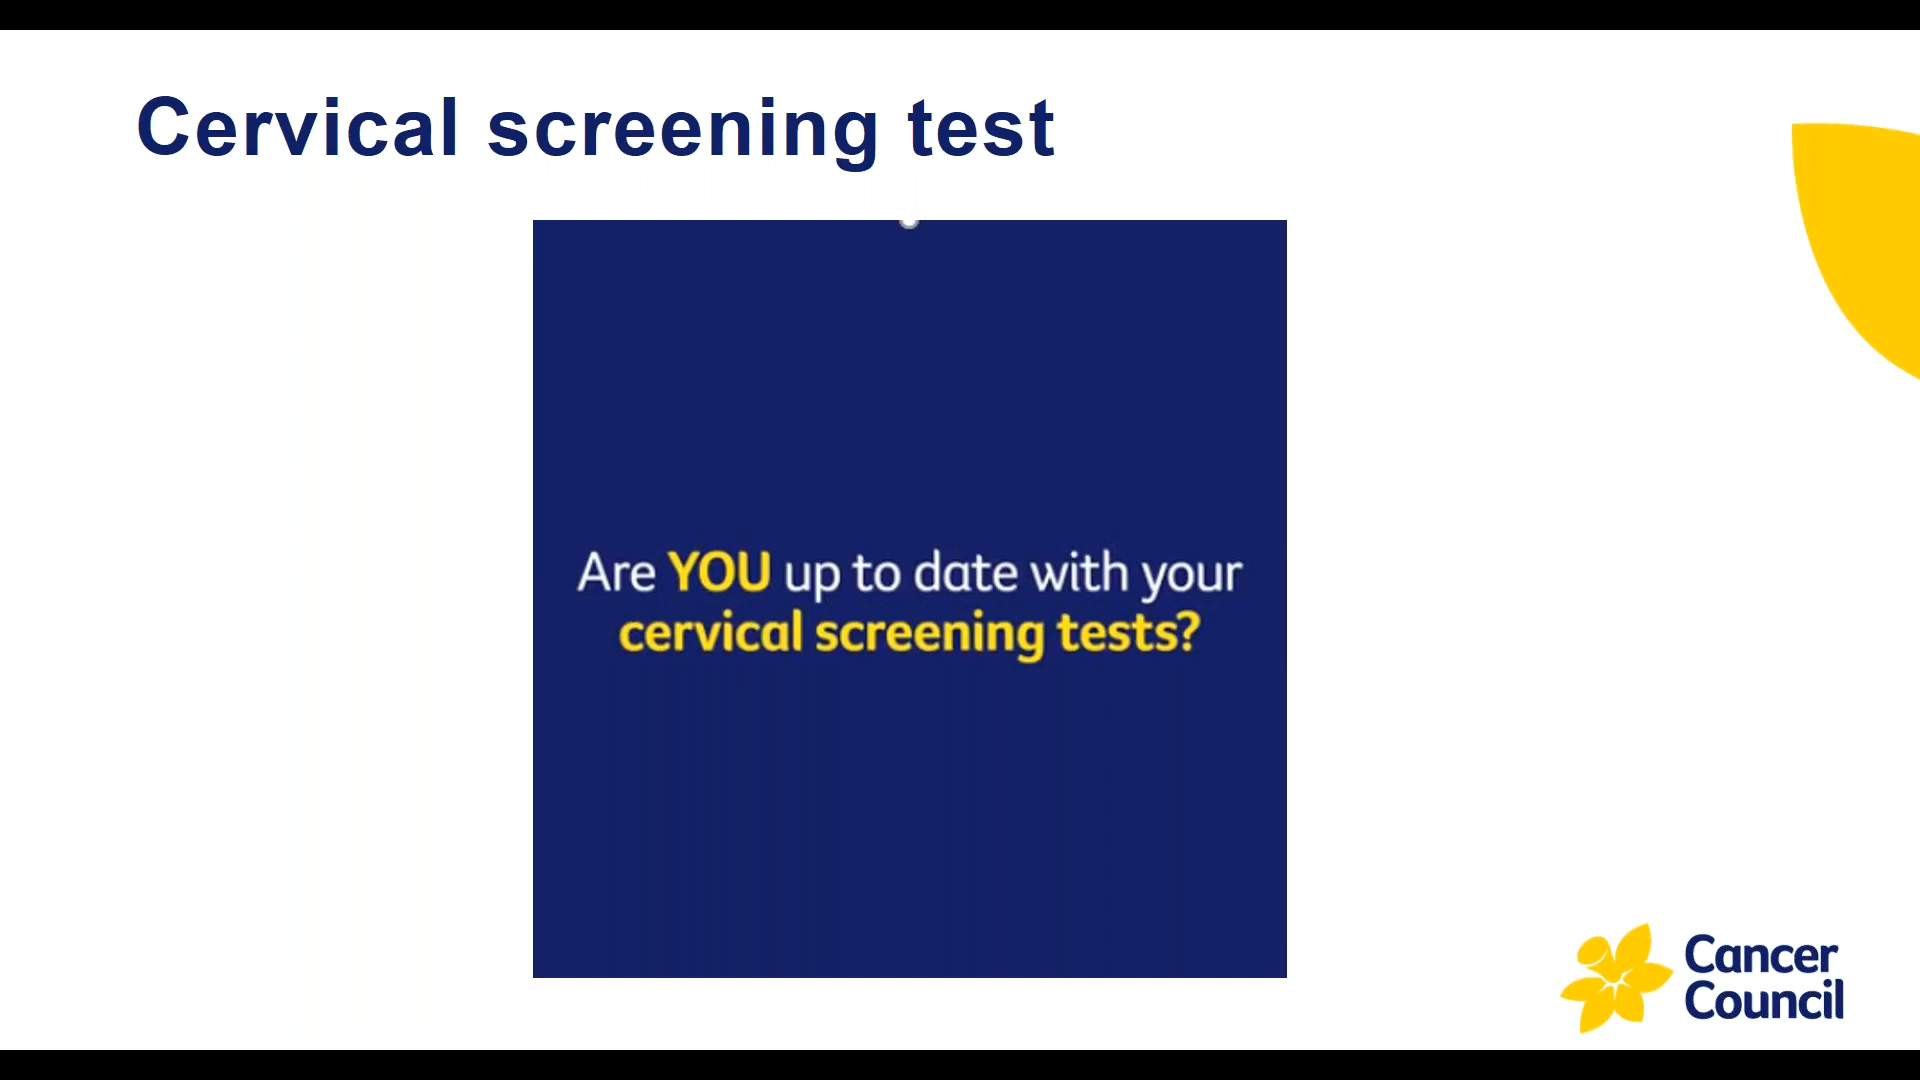 Cervical screening test
Are YOU up to date with your
cervical screening tests?
Cancer
Council